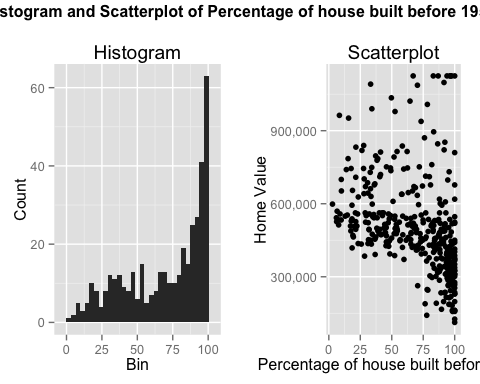 stogram and Scatterplot of Percentage of house built before 19
Histogram
Scatterplot
60
40
20
0
Count
0 25 50 75 100
Bin
900,000
600,000
300,000
Home Value
0 25 50 75 100
Percentage of house built befor